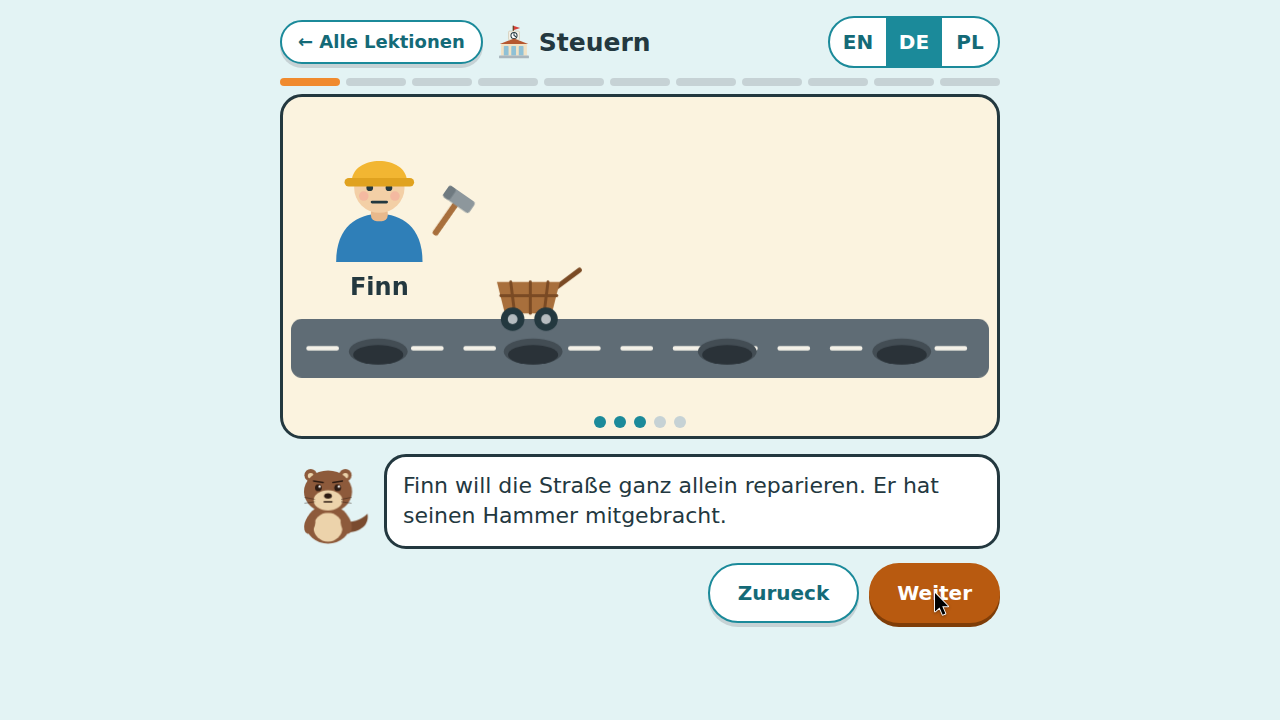 ← Alle Lektionen
Steuern
EN DE PL
Finn
Finn will die Straße ganz allein reparieren. Er hat
seinen Hammer mitgebracht.
Zurueck
Weiter